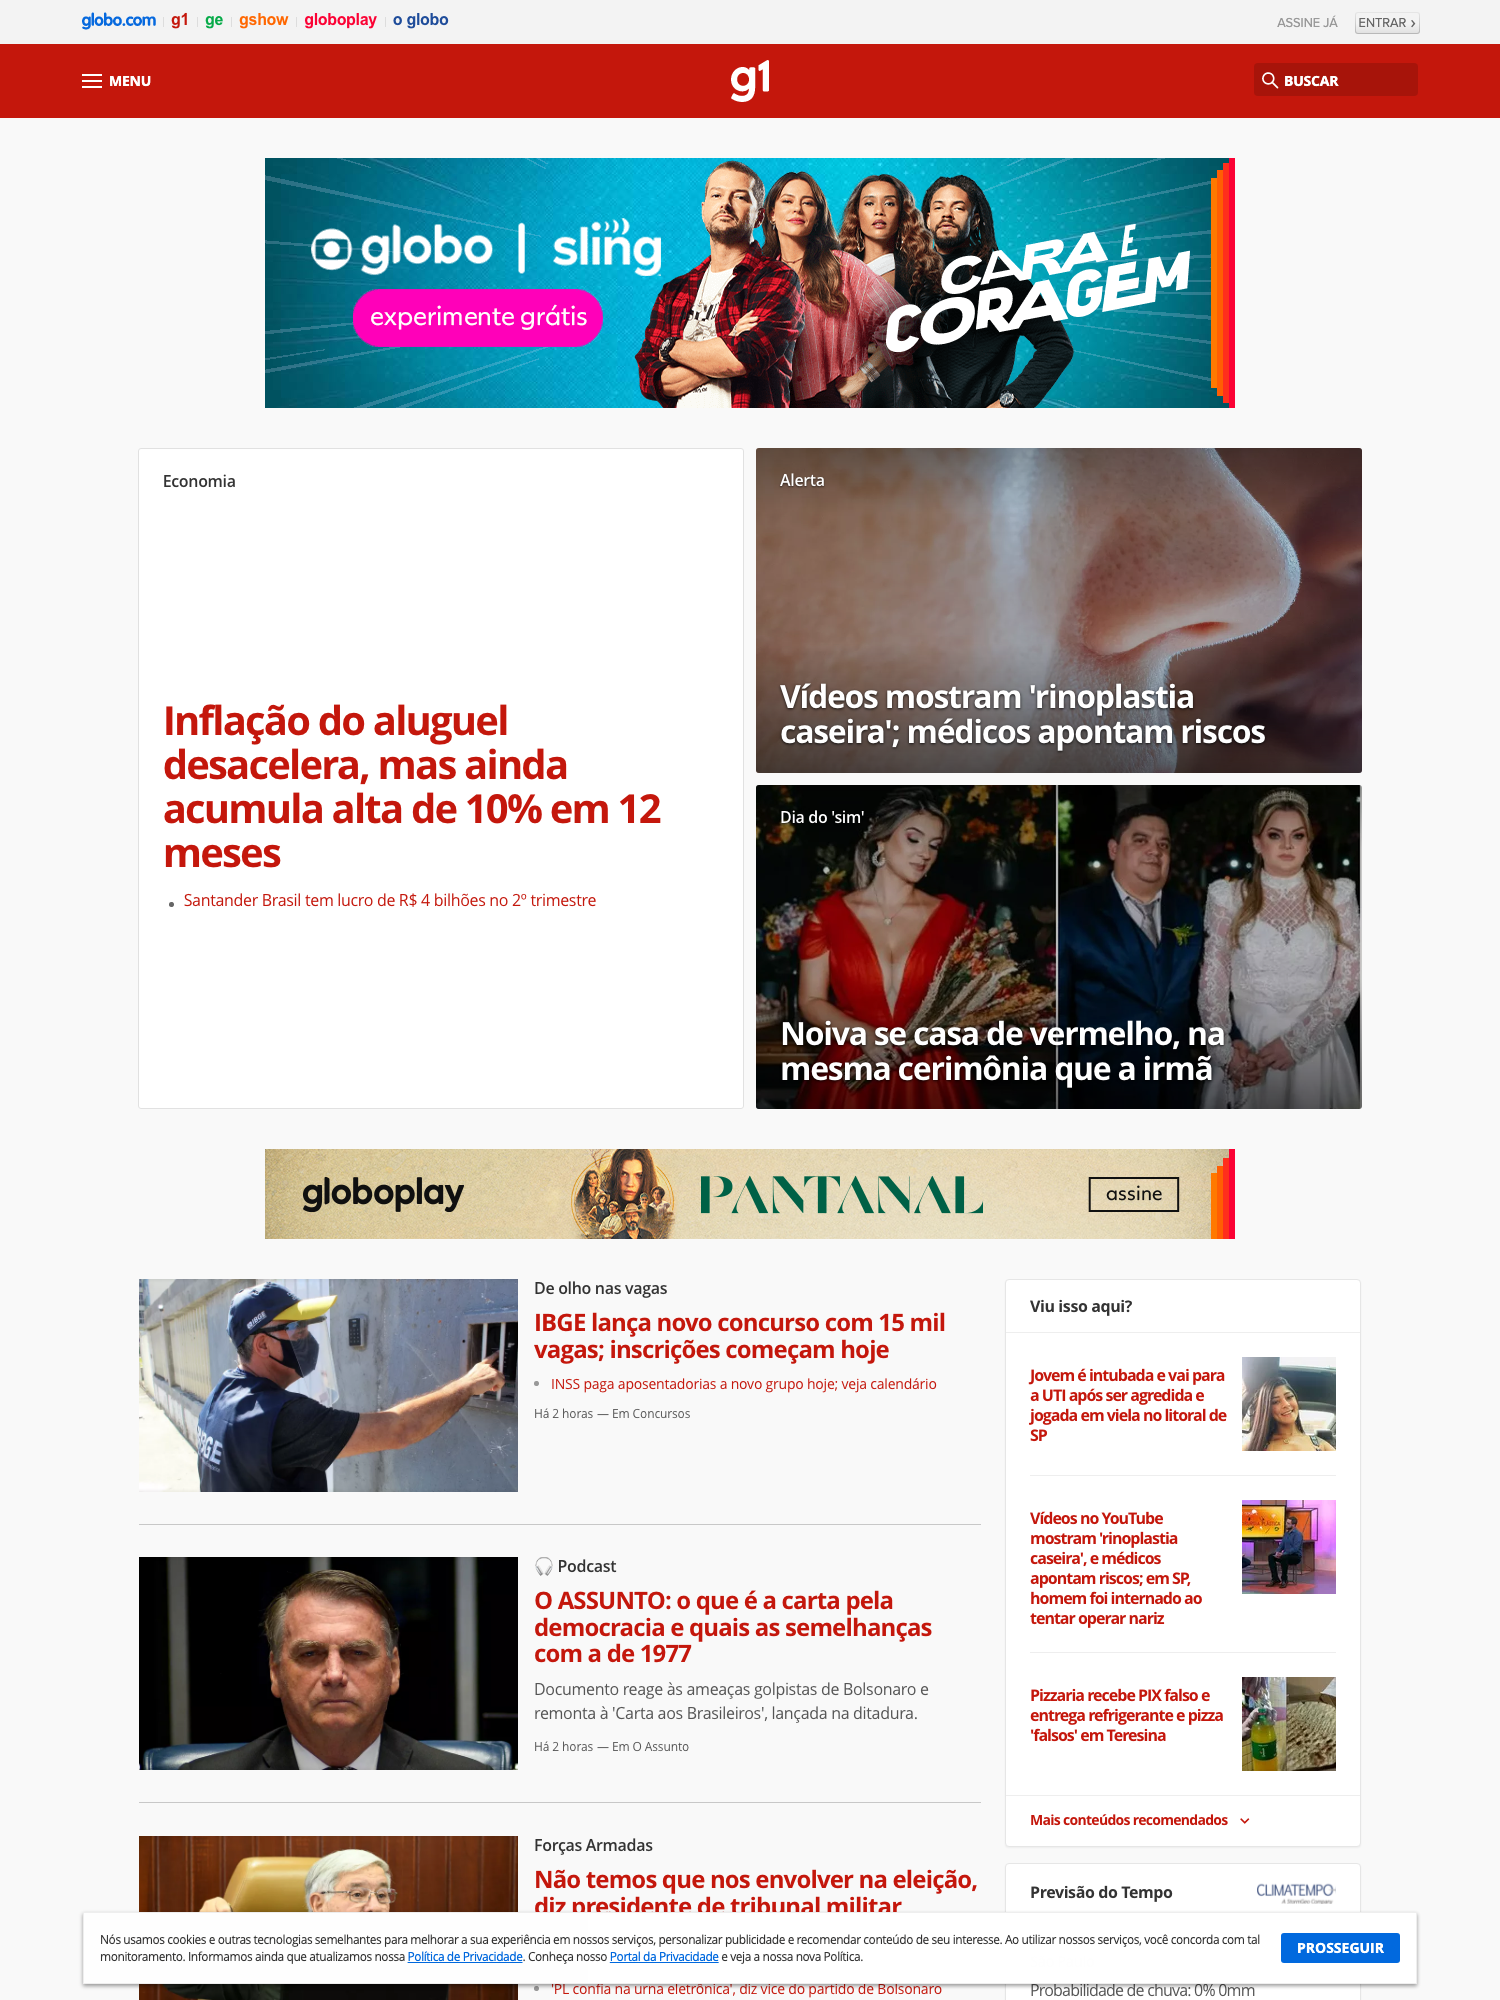 globo.com g1 ge gshow globoplay o globo
ASSINE JÁ ENTRAR ›
MENU
g1
BUSCAR
globo | sling
experimente grátis
CARA E
CORAGEM
Economia
Inflação do aluguel
desacelera, mas ainda
acumula alta de 10% em 12
meses
Santander Brasil tem lucro de R$ 4 bilhões no 2º trimestre
Alerta
Vídeos mostram 'rinoplastia
caseira'; médicos apontam riscos
Dia do 'sim'
Noiva se casa de vermelho, na
mesma cerimônia que a irmã
globoplay
PANTANAL
assine
De olho nas vagas
IBGE lança novo concurso com 15 mil
vagas; inscrições começam hoje
INSS paga aposentadorias a novo grupo hoje; veja calendário
Há 2 horas — Em Concursos
🎧 Podcast
O ASSUNTO: o que é a carta pela
democracia e quais as semelhanças
com a de 1977
Documento reage às ameaças golpistas de Bolsonaro e
remonta à 'Carta aos Brasileiros', lançada na ditadura.
Há 2 horas — Em O Assunto
Forças Armadas
Não temos que nos envolver na eleição,
diz presidente de tribunal militar
'PL confia na urna eletrônica', diz vice do partido de Bolsonaro
Viu isso aqui?
Jovem é intubada e vai para
a UTI após ser agredida e
jogada em viela no litoral de
SP
Vídeos no YouTube
mostram 'rinoplastia
caseira', e médicos
apontam riscos; em SP,
homem foi internado ao
tentar operar nariz
Pizzaria recebe PIX falso e
entrega refrigerante e pizza
'falsos' em Teresina
Mais conteúdos recomendados
Previsão do Tempo
CLIMATEMPO
Probabilidade de chuva: 0% 0mm
Nós usamos cookies e outras tecnologias semelhantes para melhorar a sua experiência em nossos serviços, personalizar publicidade e recomendar conteúdo de seu interesse. Ao utilizar nossos serviços, você concorda com tal
monitoramento. Informamos ainda que atualizamos nossa Política de Privacidade. Conheça nosso Portal da Privacidade e veja a nossa nova Política.
PROSSEGUIR